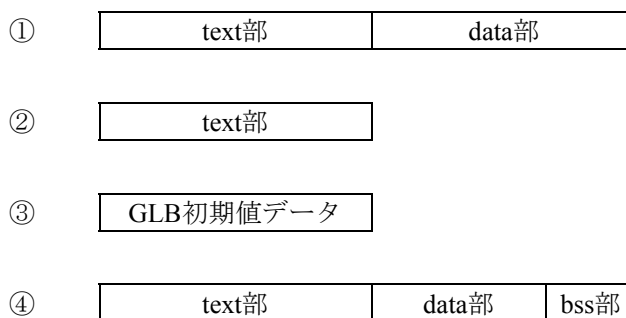 ① text部 data部
② text部
③ GLB初期値データ
④ text部 data部 bss部